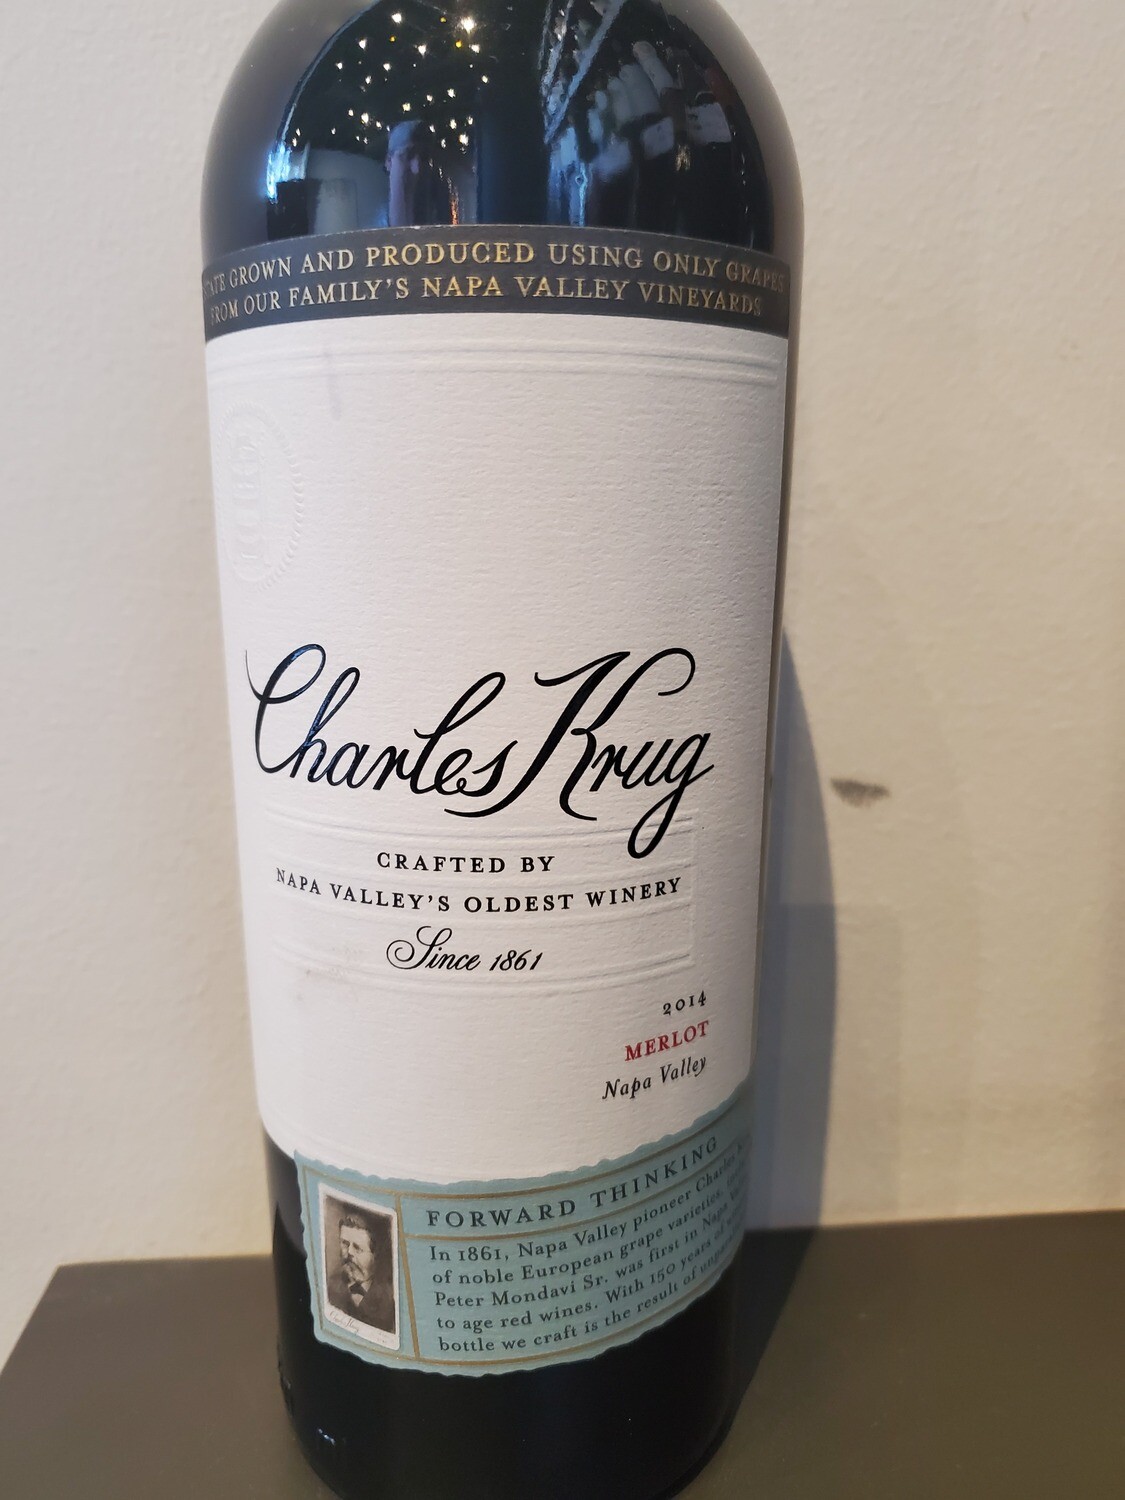 GROWN AND PRODUCED USING ONLY GRAPES
FROM OUR FAMILY'S NAPA VALLEY VINEYARDS
Charles Krug
CRAFTED BY
NAPA VALLEY'S OLDEST WINERY
Since 1861
2014
MERLOT
Napa Valley
FORWARD THINKING
In 1861, Napa Valley pioneer Charles
of noble European grape varieties.
Peter Mondavi Sr. was first in Napa
to age red wines. With 150 years of
bottle we craft is the result of